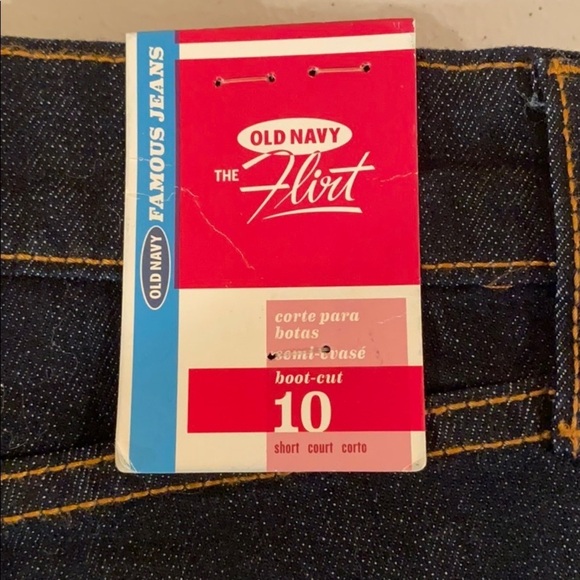 OLD NAVY FAMOUS JEANS
OLD NAVY
THE Flirt
corte para
botas
semi-évasé
boot-cut
10
short court corto